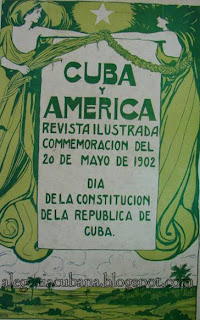 CUBA
Y
AMERICA
REVISTA ILUSTRADA
COMMEMORACION DEL
20 DE MAYO DE 1902
DIA
DE LA CONSTITUCION
DE LA REPUBLICA DE
CUBA.